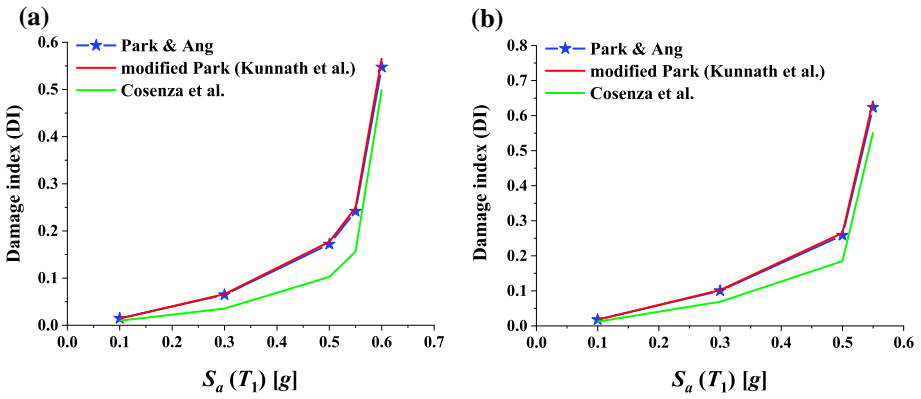 (a)
Damage index (DI)
0.6
0.5
0.4
0.3
0.2
0.1
0.0
Park & Ang
modified Park (Kunnath et al.)
Cosenza et al.
0.0 0.1 0.2 0.3 0.4 0.5 0.6 0.7
Sa (T1) [g]
(b)
Damage index (DI)
0.8
0.7
0.6
0.5
0.4
0.3
0.2
0.1
0.0
Park & Ang
modified Park (Kunnath et al.)
Cosenza et al.
0.0 0.1 0.2 0.3 0.4 0.5 0.6
Sa (T1) [g]